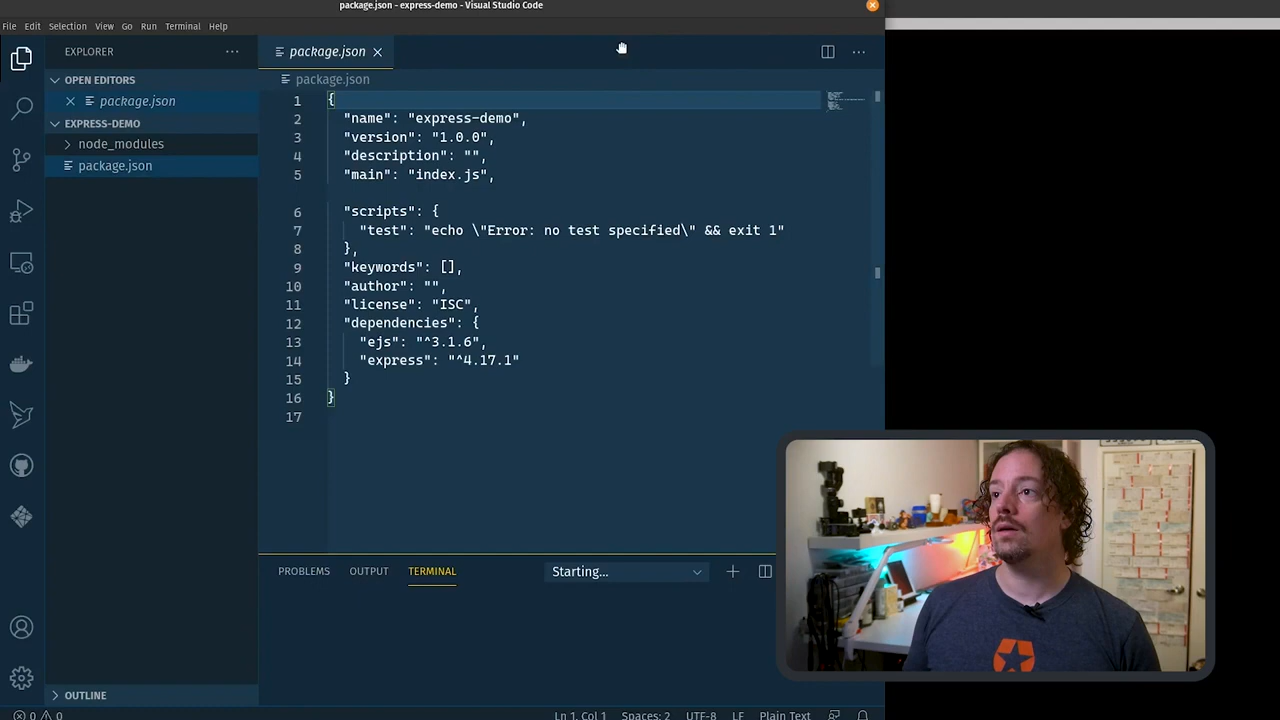 package.json - express-demo - Visual Studio Code
File Edit Selection View Go Run Terminal Help
EXPLORER
package.json
OPEN EDITORS
package.json
package.json
EXPRESS-DEMO
node_modules
package.json
1 {
2 "name": "express-demo",
3 "version": "1.0.0",
4 "description": "",
5 "main": "index.js",
6 "scripts": {
7 "test": "echo \"Error: no test specified\" && exit 1"
8 },
9 "keywords": [],
10 "author": "",
11 "license": "ISC",
12 "dependencies": {
13 "ejs": "^3.1.6",
14 "express": "^4.17.1"
15 }
16 }
17
PROBLEMS OUTPUT TERMINAL Starting...
OUTLINE
0 0 Ln 1, Col 1 Spaces: 2 UTF-8 LF Plain Text